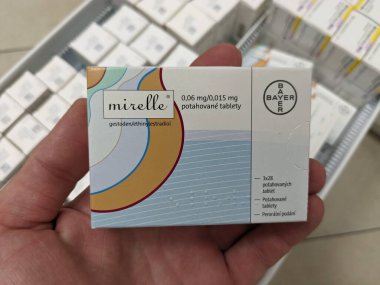 mirelle®
gestoden/ethinylestradiol
0,06 mg/0,015 mg
potahované tablety
BAYER
BAYER
3x28
potahovaných
tablet
Potahované
tablety
Perorální podání